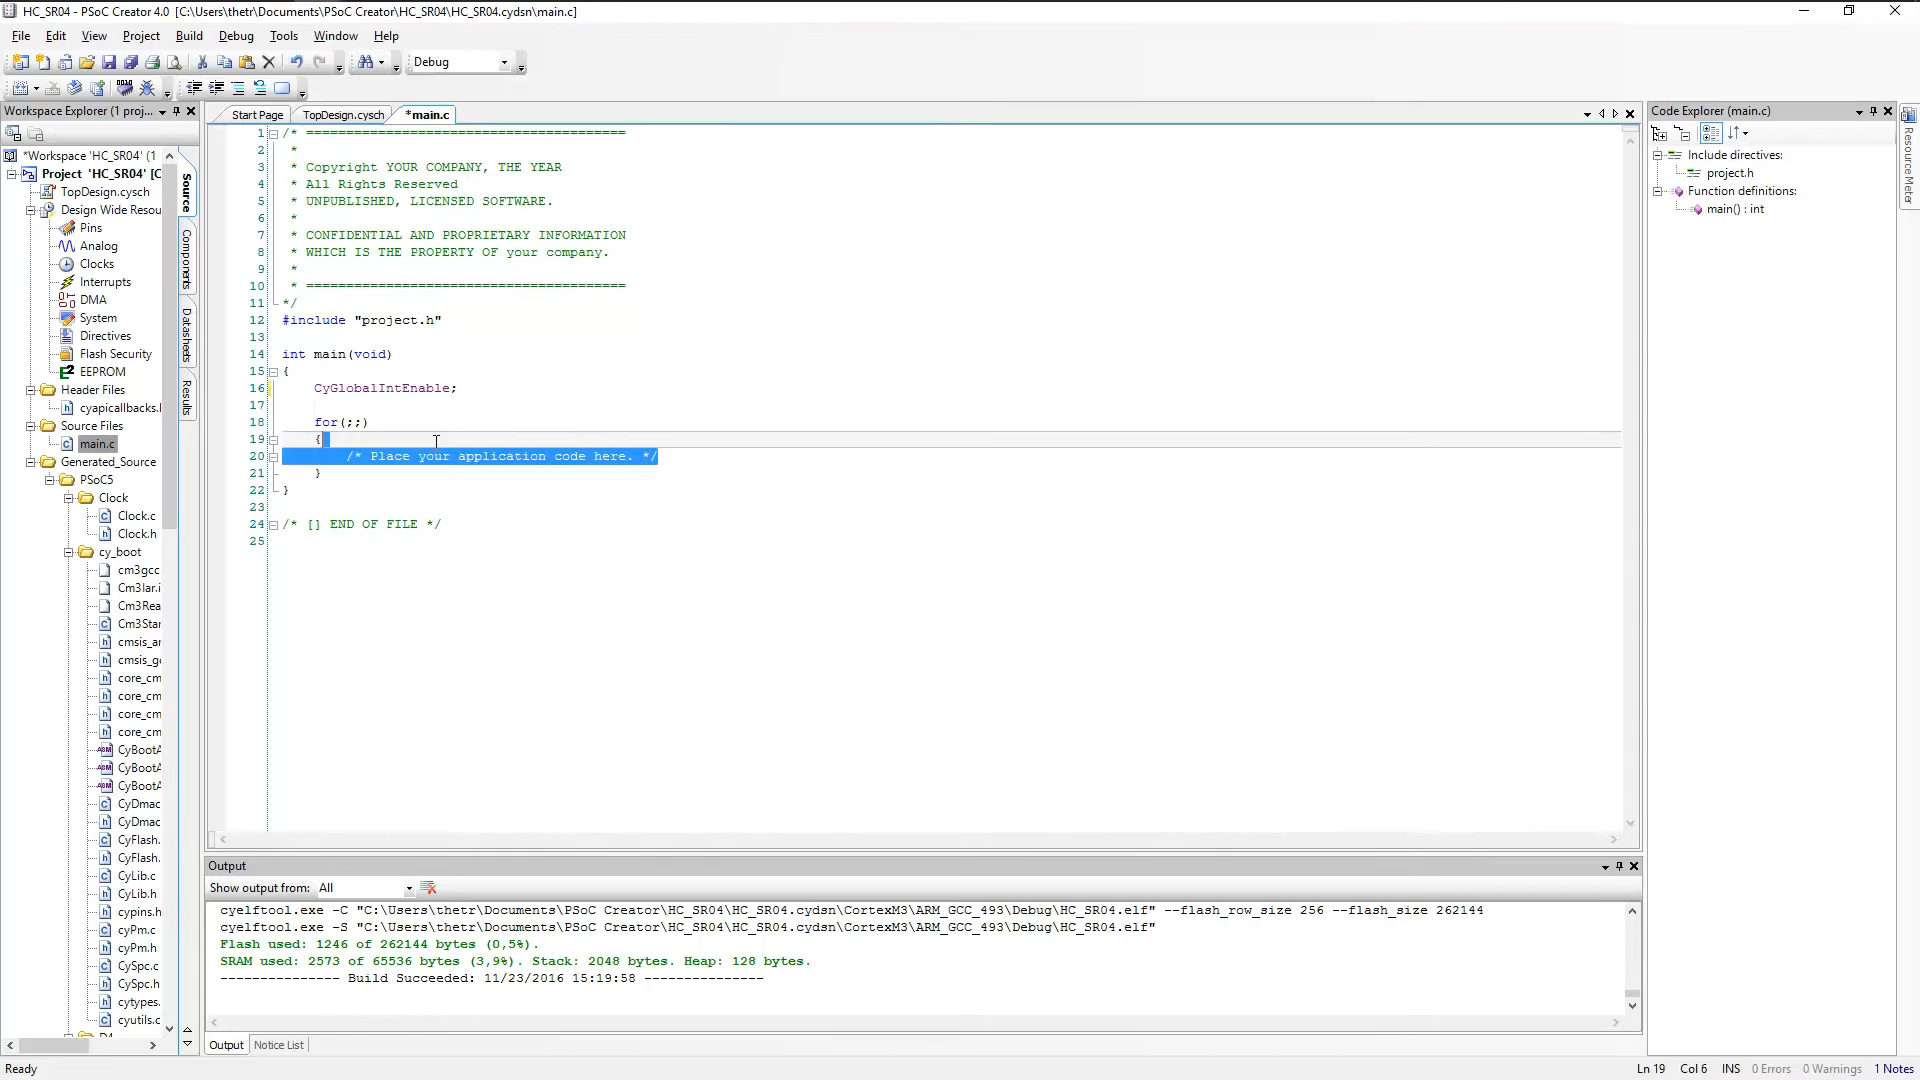 HC_SR04 - PSoC Creator 4.0 [C:\Users\thetr\Documents\PSoC Creator\HC_SR04\HC_SR04.cydsn\main.c]
File Edit View Project Build Debug Tools Window Help
Debug
Workspace Explorer (1 proj...
*Workspace 'HC_SR04' (1
Project 'HC_SR04' [C
TopDesign.cysch
Design Wide Resou
Pins
Analog
Clocks
Interrupts
DMA
System
Directives
Flash Security
EEPROM
Header Files
cyapicallbacks.h
Source Files
main.c
Generated_Source
PSoC5
Clock
Clock.c
Clock.h
cy_boot
cm3gcc
Cm3Iar.i
Cm3Rea
Cm3Star
cmsis_ar
cmsis_gc
core_cm
core_cm
core_cm
core_cm
CyBootA
CyBootA
CyBootA
CyDmac
CyDmac
CyFlash.
CyFlash.
CyLib.c
CyLib.h
cypins.h
cyPm.c
cyPm.h
CySpc.c
CySpc.h
cytypes.
cyutils.c
Source
Components
Datasheets
Results
Start Page TopDesign.cysch *main.c
1 /* ========================================
2 *
3 * Copyright YOUR COMPANY, THE YEAR
4 * All Rights Reserved
5 * UNPUBLISHED, LICENSED SOFTWARE.
6 *
7 * CONFIDENTIAL AND PROPRIETARY INFORMATION
8 * WHICH IS THE PROPERTY OF your company.
9 *
10 * ========================================
11 */
12 #include "project.h"
13
14 int main(void)
15 {
16 CyGlobalIntEnable;
17
18 for(;;)
19 {
20 /* Place your application code here. */
21 }
22 }
23
24 /* [] END OF FILE */
25
Output
Show output from: All
cyelftool.exe -C "C:\Users\thetr\Documents\PSoC Creator\HC_SR04\HC_SR04.cydsn\CortexM3\ARM_GCC_493\Debug\HC_SR04.elf" --flash_row_size 256 --flash_size 262144
cyelftool.exe -S "C:\Users\thetr\Documents\PSoC Creator\HC_SR04\HC_SR04.cydsn\CortexM3\ARM_GCC_493\Debug\HC_SR04.elf"
Flash used: 1246 of 262144 bytes (0,5%).
SRAM used: 2573 of 65536 bytes (3,9%). Stack: 2048 bytes. Heap: 128 bytes.
--------------- Build Succeeded: 11/23/2016 15:19:58 ---------------
Output Notice List
Code Explorer (main.c)
Include directives:
project.h
Function definitions:
main() : int
Resource Meter
Ready
Ln 19 Col 6 INS 0 Errors 0 Warnings 1 Notes